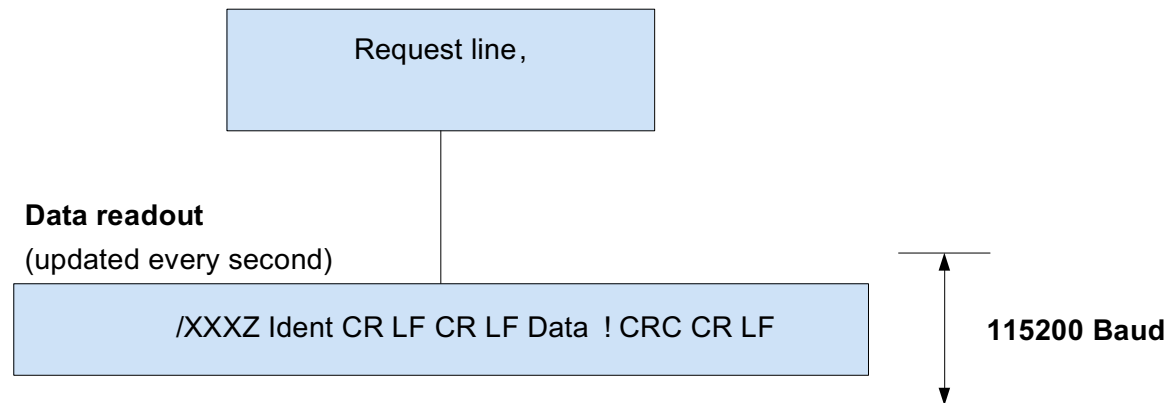 Request line,
Data readout
(updated every second)
/XXXZ Ident CR LF CR LF Data ! CRC CR LF
115200 Baud